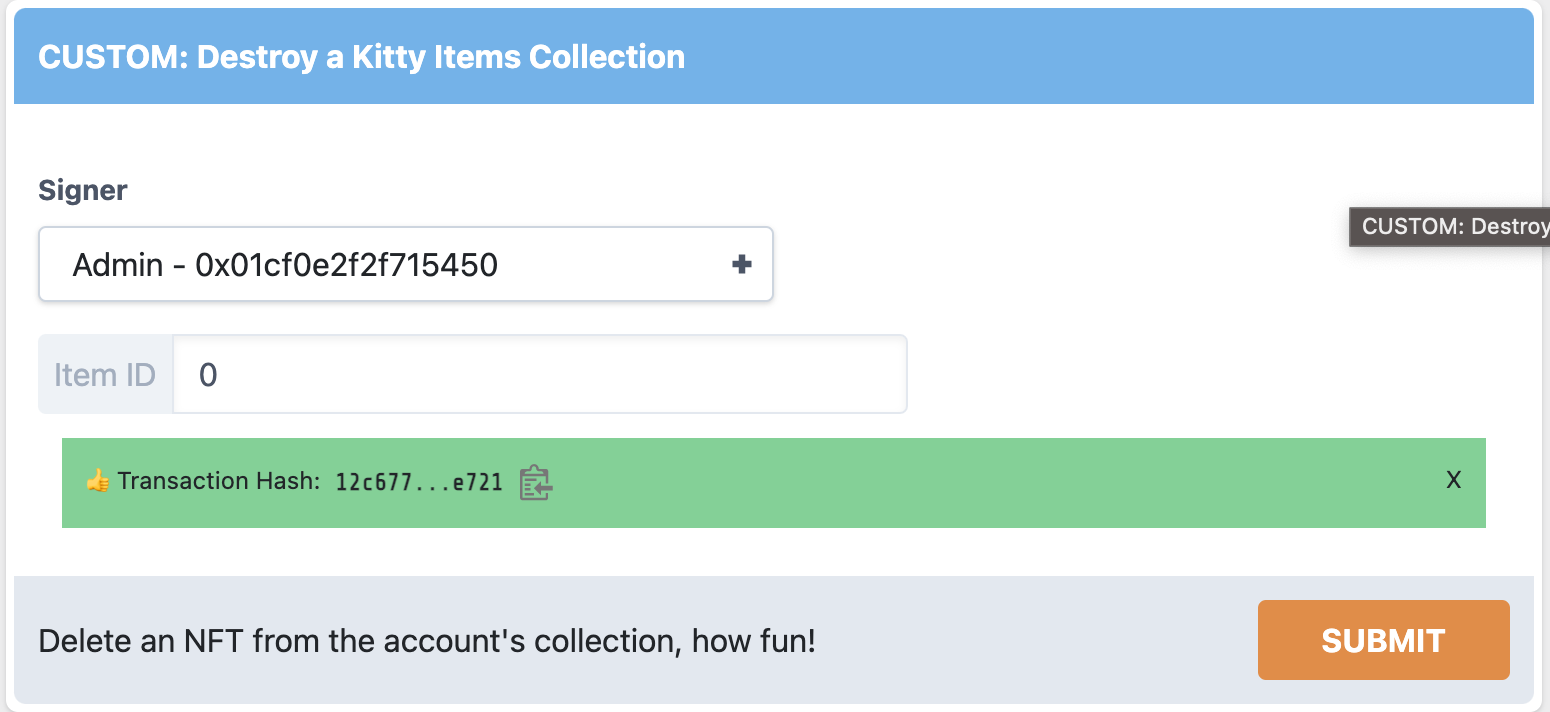 CUSTOM: Destroy a Kitty Items Collection
Signer
CUSTOM: Destroy
Admin - 0x01cf0e2f2f715450
Item ID 0
👍 Transaction Hash: 12c677...e721 X
Delete an NFT from the account's collection, how fun! SUBMIT